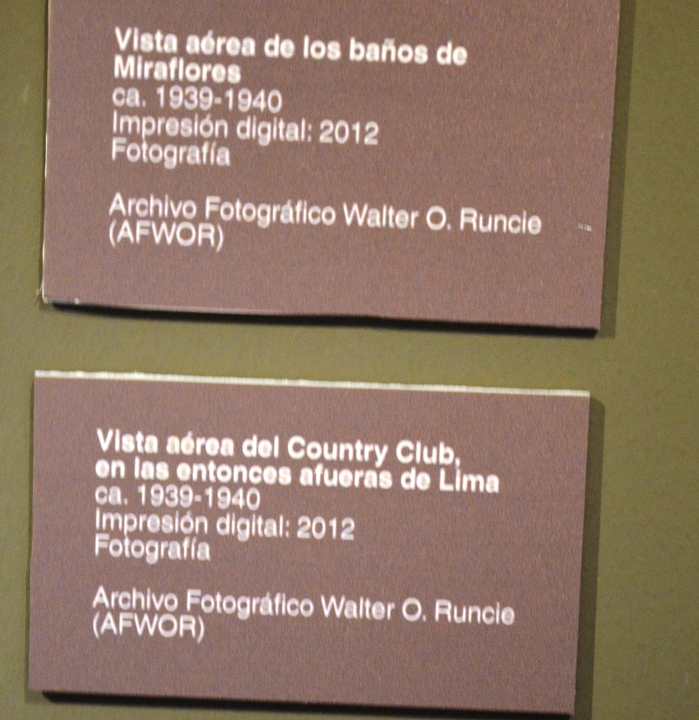 Vista aérea de los baños de
Miraflores
ca. 1939-1940
Impresión digital: 2012
Fotografía
Archivo Fotográfico Walter O. Runcie
(AFWOR)
Vista aérea del Country Club,
en las entonces afueras de Lima
ca. 1939-1940
Impresión digital: 2012
Fotografía
Archivo Fotográfico Walter O. Runcie
(AFWOR)